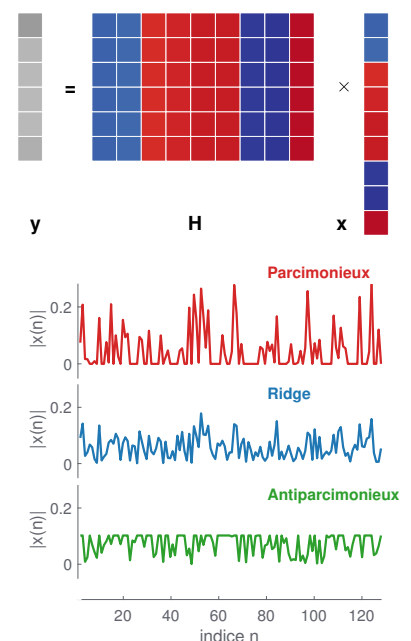 = ×
y H x
Parcimonieux
|x(n)|
0.2
0
Ridge
|x(n)|
0.2
0
Antiparcimonieux
|x(n)|
0.2
0
20 40 60 80 100 120
indice n